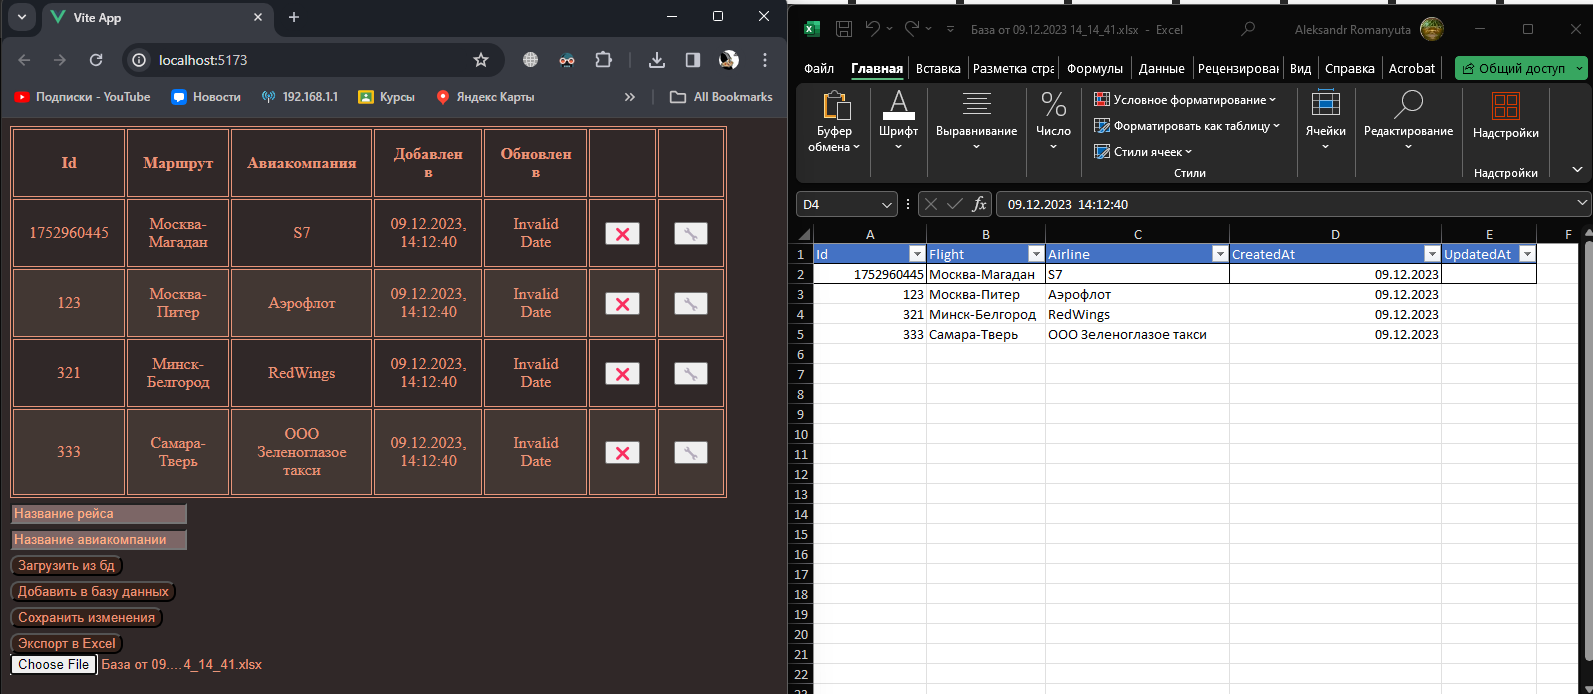 Vite App
localhost:5173
Подписки - YouTube
Новости
192.168.1.1
Курсы
Яндекс Карты
»
All Bookmarks
Id Маршрут Авиакомпания Добавлен Обновлен
в в
1752960445 Москва- S7 09.12.2023, Invalid
Магадан 14:12:40 Date
123 Москва- Аэрофлот 09.12.2023, Invalid
Питер 14:12:40 Date
321 Минск- RedWings 09.12.2023, Invalid
Белгород 14:12:40 Date
333 Самара- ООО 09.12.2023, Invalid
Тверь Зеленоглазое 14:12:40 Date
такси
Название рейса
Название авиакомпании
Загрузить из бд
Добавить в базу данных
Сохранить изменения
Экспорт в Excel
Choose File База от 09....4_14_41.xlsx
База от 09.12.2023 14_14_41.xlsx - Excel
Aleksandr Romanyuta
Файл Главная Вставка Разметка стра Формулы Данные Рецензировани Вид Справка Acrobat
Общий доступ
Буфер
обмена
Шрифт
Выравнивание
Число
Условное форматирование
Форматировать как таблицу
Стили ячеек
Стили
Ячейки
Редактирование
Надстройки
Надстройки
D4
fx
09.12.2023 14:12:40
A B C D E F
1 Id Flight Airline CreatedAt UpdatedAt
2 1752960445 Москва-Магадан S7 09.12.2023
3 123 Москва-Питер Аэрофлот 09.12.2023
4 321 Минск-Белгород RedWings 09.12.2023
5 333 Самара-Тверь ООО Зеленоглазое такси 09.12.2023
6
7
8
9
10
11
12
13
14
15
16
17
18
19
20
21
22
23